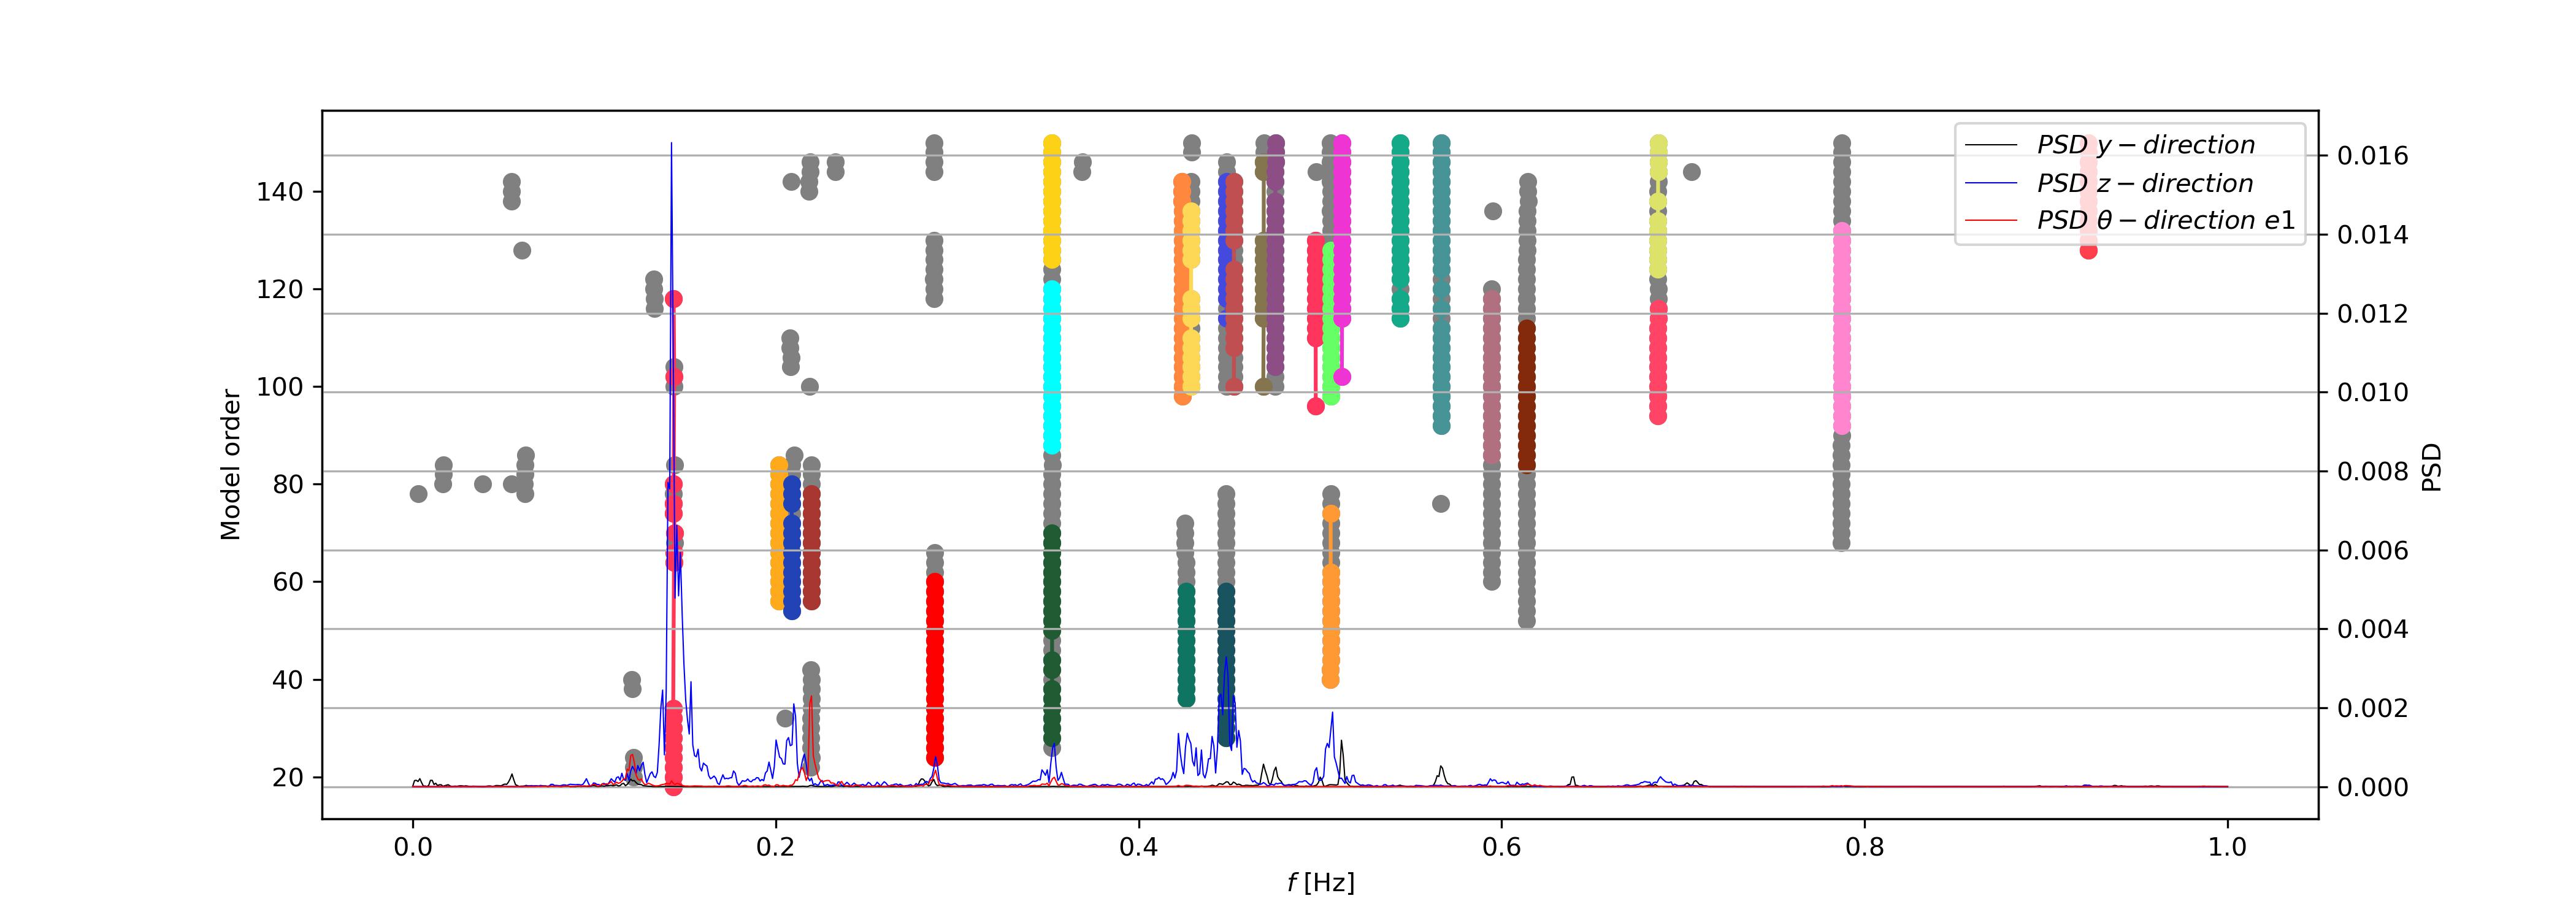 PSD y − direction
PSD z − direction
PSD θ − direction e1
Model order
140
120
100
80
60
40
20
0.016
0.014
0.012
0.010
0.008
0.006
0.004
0.002
0.000
PSD
0.0 0.2 0.4 0.6 0.8 1.0
f [Hz]